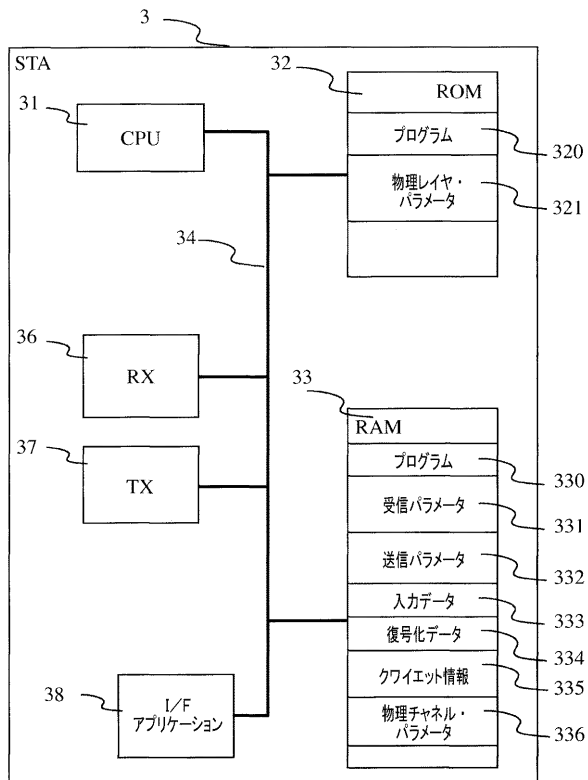 3
STA
31
CPU
32
ROM
プログラム
320
物理レイヤ・
パラメータ
321
34
36
RX
37
TX
33
RAM
プログラム
330
受信パラメータ
331
送信パラメータ
332
入力データ
333
復号化データ
334
クワイエット情報
335
物理チャネル・
パラメータ
336
38
I/F
アプリケーション